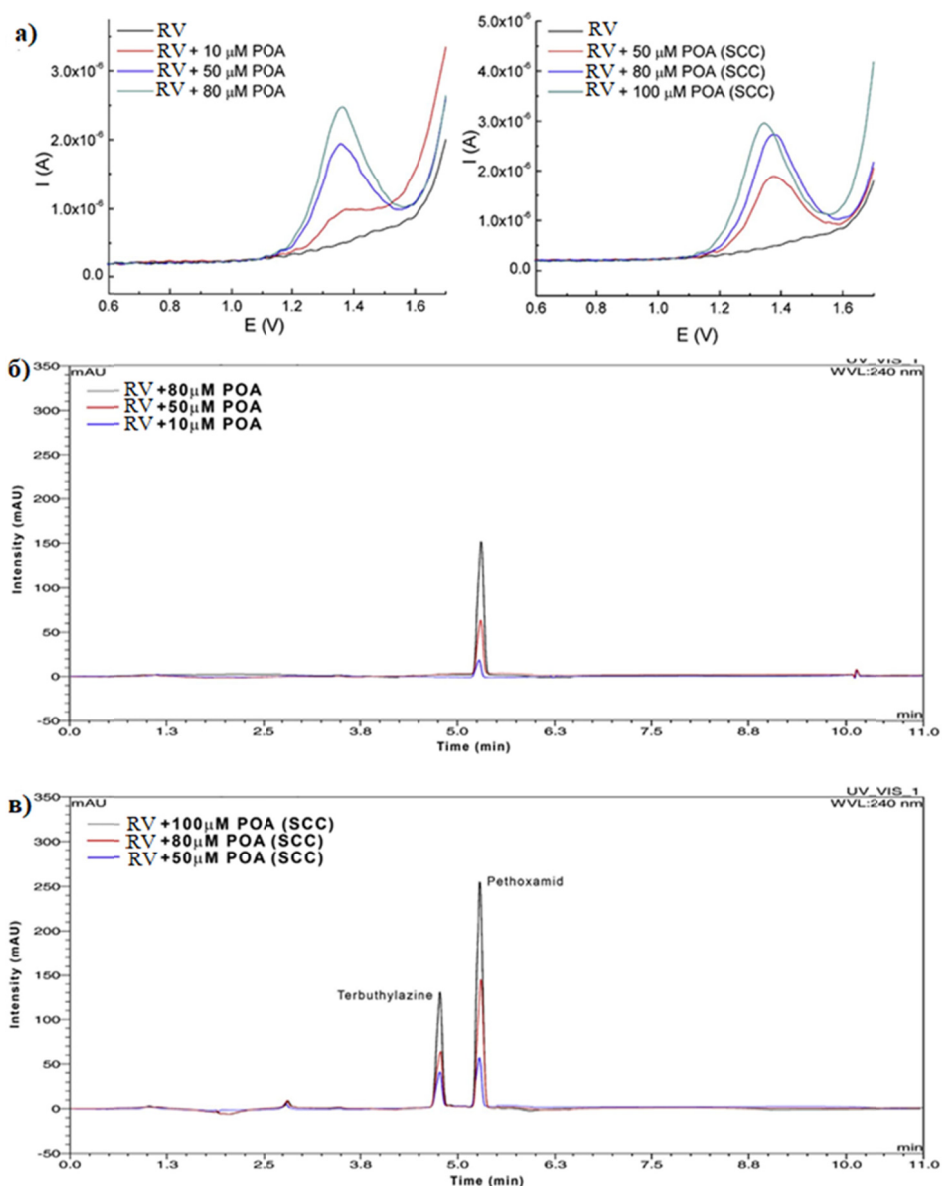 а)
RV
RV + 10 μM POA
RV + 50 μM POA
RV + 80 μM POA
3.0x10⁻⁶
2.0x10⁻⁶
1.0x10⁻⁶
0.0
I (A)
0.6 0.8 1.0 1.2 1.4 1.6
E (V)
RV
RV + 50 μM POA (SCC)
RV + 80 μM POA (SCC)
RV + 100 μM POA (SCC)
5.0x10⁻⁶
4.0x10⁻⁶
3.0x10⁻⁶
2.0x10⁻⁶
1.0x10⁻⁶
0.0
I (A)
0.6 0.8 1.0 1.2 1.4 1.6
E (V)
б)
UV_VIS_1
mAU
WVL:240 nm
RV +80μM POA
RV +50μM POA
RV +10μM POA
350
300
250
200
150
100
50
0
-50
Intensity (mAU)
min
0.0 1.3 2.5 3.8 5.0 6.3 7.5 8.8 10.0 11.0
Time (min)
в)
UV_VIS_1
mAU
WVL:240 nm
RV +100μM POA (SCC)
RV +80μM POA (SCC)
RV +50μM POA (SCC)
Pethoxamid
Terbuthylazine
350
300
250
200
150
100
50
0
-50
Intensity (mAU)
min
0.0 1.3 2.5 3.8 5.0 6.3 7.5 8.8 10.0 11.0
Time (min)